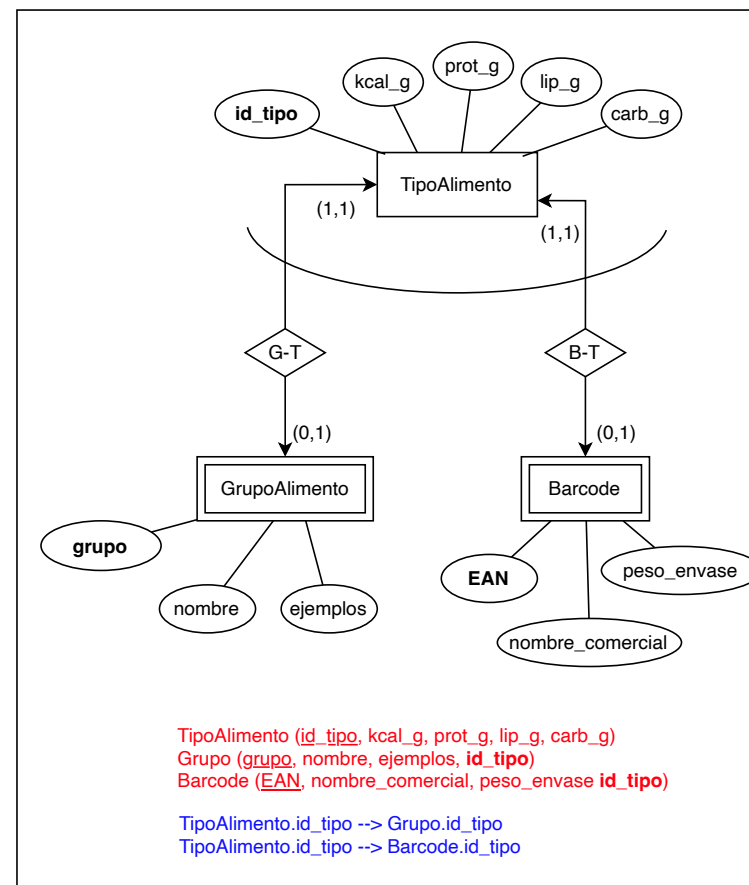 prot_g
kcal_g
lip_g
id_tipo
carb_g
TipoAlimento
(1,1)
(1,1)
G-T
B-T
(0,1)
(0,1)
GrupoAlimento
Barcode
grupo
EAN
peso_envase
nombre
ejemplos
nombre_comercial
TipoAlimento (id_tipo, kcal_g, prot_g, lip_g, carb_g)
Grupo (grupo, nombre, ejemplos, id_tipo)
Barcode (EAN, nombre_comercial, peso_envase id_tipo)
TipoAlimento.id_tipo --> Grupo.id_tipo
TipoAlimento.id_tipo --> Barcode.id_tipo